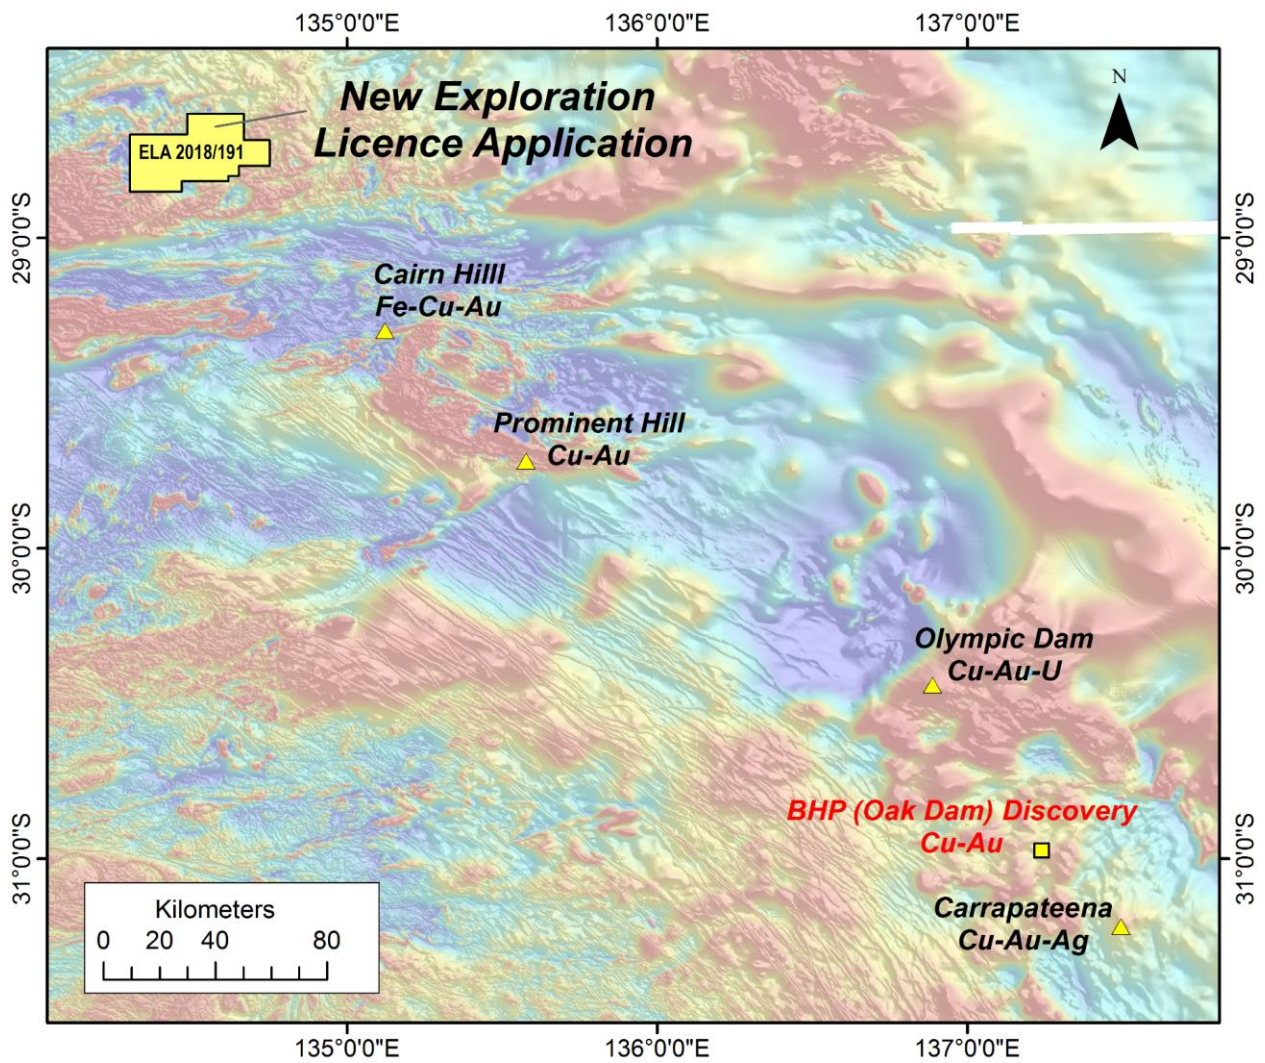 135°0'0"E
136°0'0"E
137°0'0"E
New Exploration
Licence Application
N
ELA 2018/191
29°0'0"S
29°0'0"S
Cairn Hilll
Fe-Cu-Au
Prominent Hill
Cu-Au
30°0'0"S
30°0'0"S
Olympic Dam
Cu-Au-U
BHP (Oak Dam) Discovery
Cu-Au
31°0'0"S
31°0'0"S
Carrapateena
Cu-Au-Ag
Kilometers
0 20 40 80
135°0'0"E
136°0'0"E
137°0'0"E